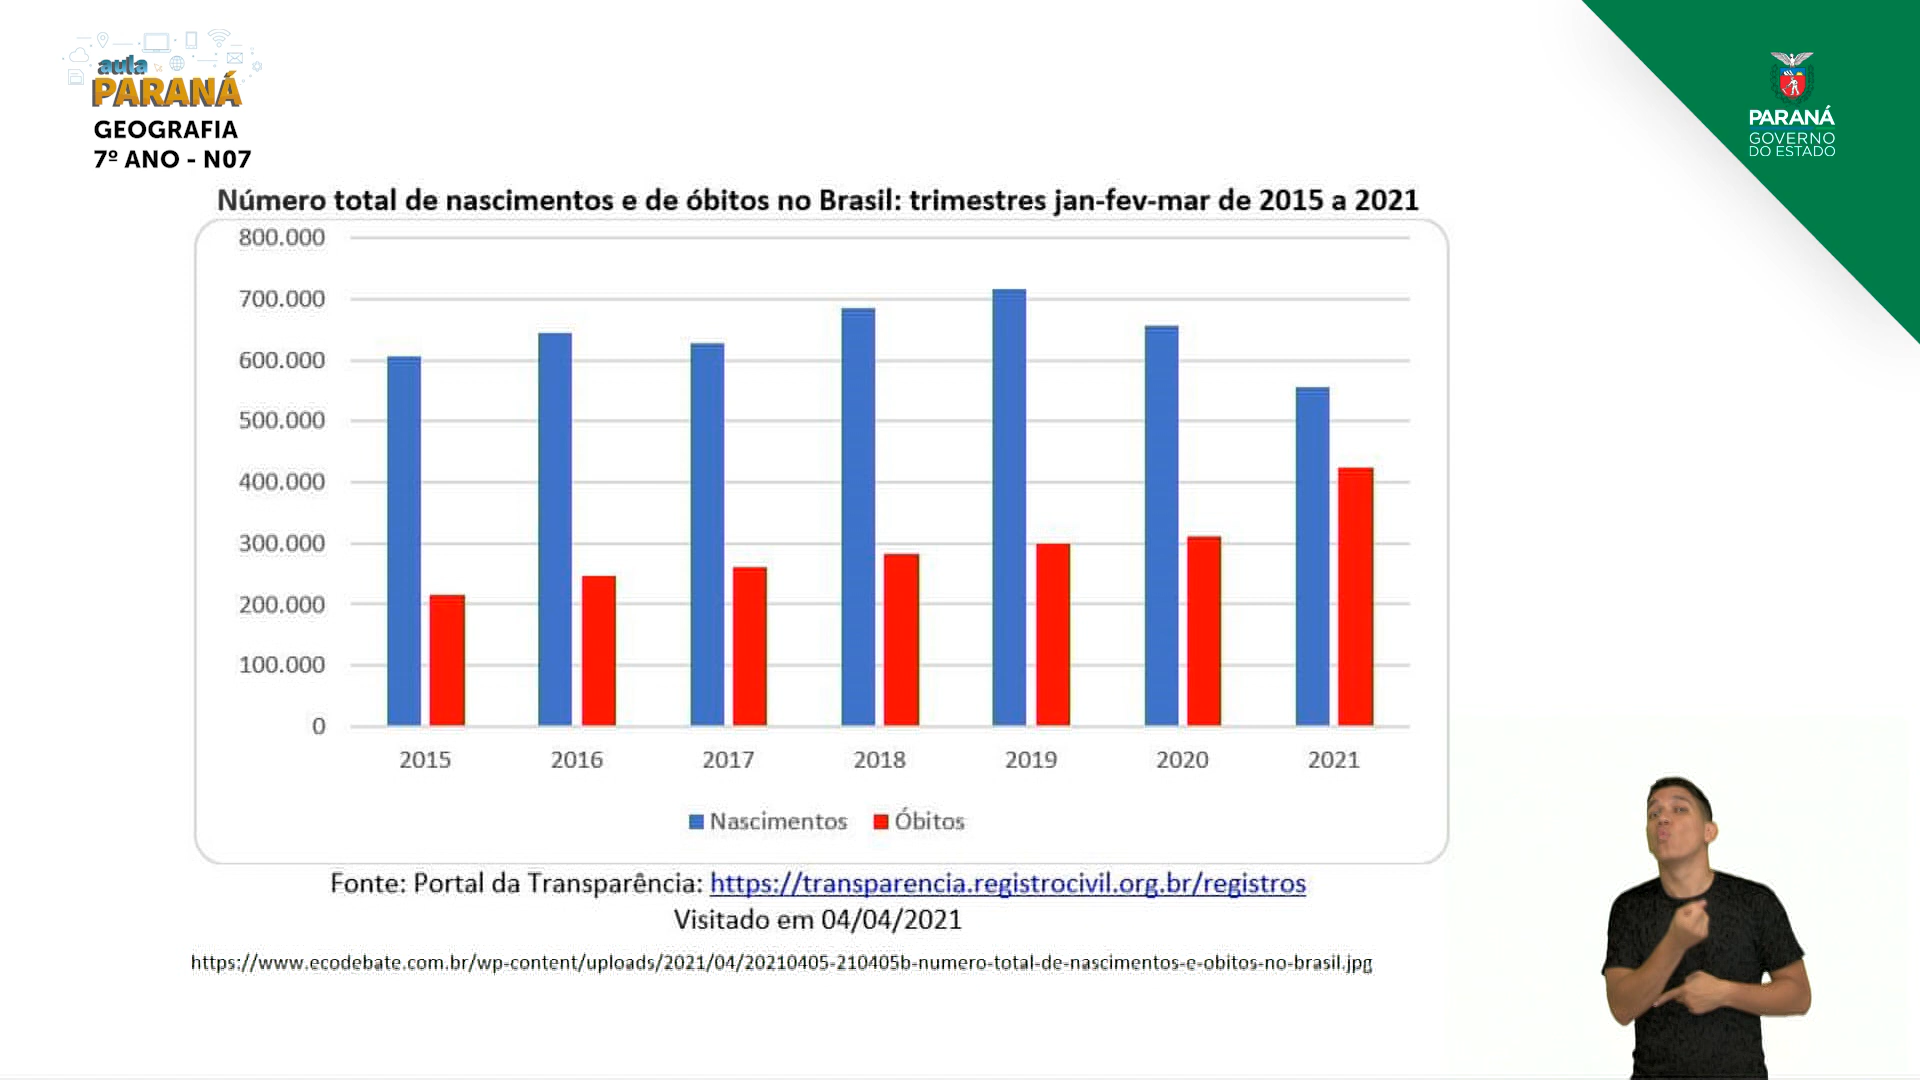 aula
PARANÁ
GEOGRAFIA
7º ANO - N07
PARANÁ
GOVERNO
DO ESTADO
Número total de nascimentos e de óbitos no Brasil: trimestres jan-fev-mar de 2015 a 2021
800.000
700.000
600.000
500.000
400.000
300.000
200.000
100.000
0
2015 2016 2017 2018 2019 2020 2021
Nascimentos Óbitos
Fonte: Portal da Transparência: https://transparencia.registrocivil.org.br/registros
Visitado em 04/04/2021
https://www.ecodebate.com.br/wp-content/uploads/2021/04/20210405-210405b-numero-total-de-nascimentos-e-obitos-no-brasil.jpg